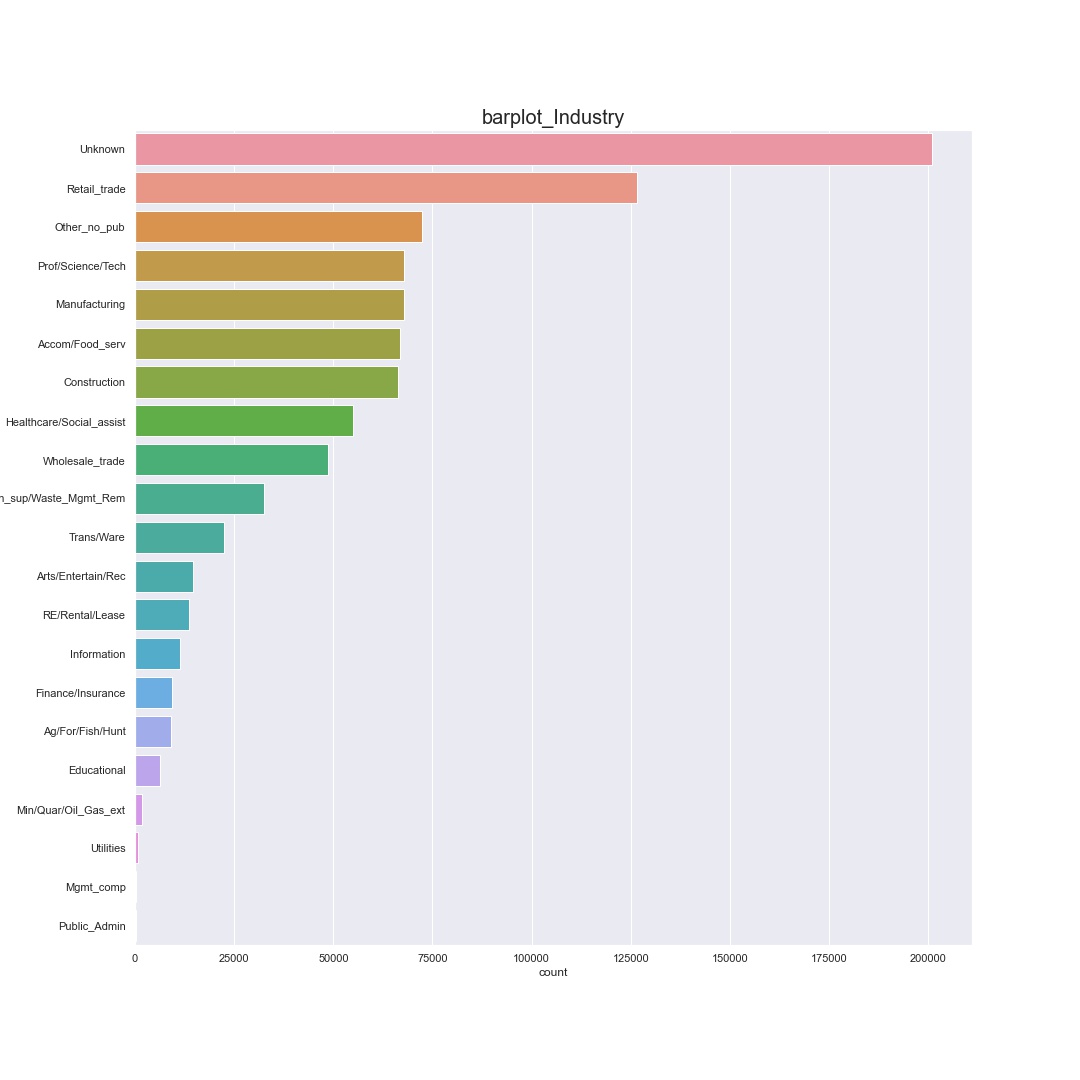 barplot_Industry
Unknown
Retail_trade
Other_no_pub
Prof/Science/Tech
Manufacturing
Accom/Food_serv
Construction
Healthcare/Social_assist
Wholesale_trade
_sup/Waste_Mgmt_Rem
Trans/Ware
Arts/Entertain/Rec
RE/Rental/Lease
Information
Finance/Insurance
Ag/For/Fish/Hunt
Educational
Min/Quar/Oil_Gas_ext
Utilities
Mgmt_comp
Public_Admin
0 25000 50000 75000 100000 125000 150000 175000 200000
count